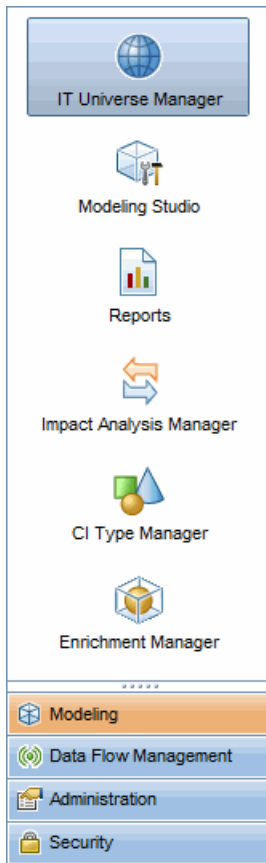 IT Universe Manager
Modeling Studio
Reports
Impact Analysis Manager
CI Type Manager
Enrichment Manager
Modeling
Data Flow Management
Administration
Security